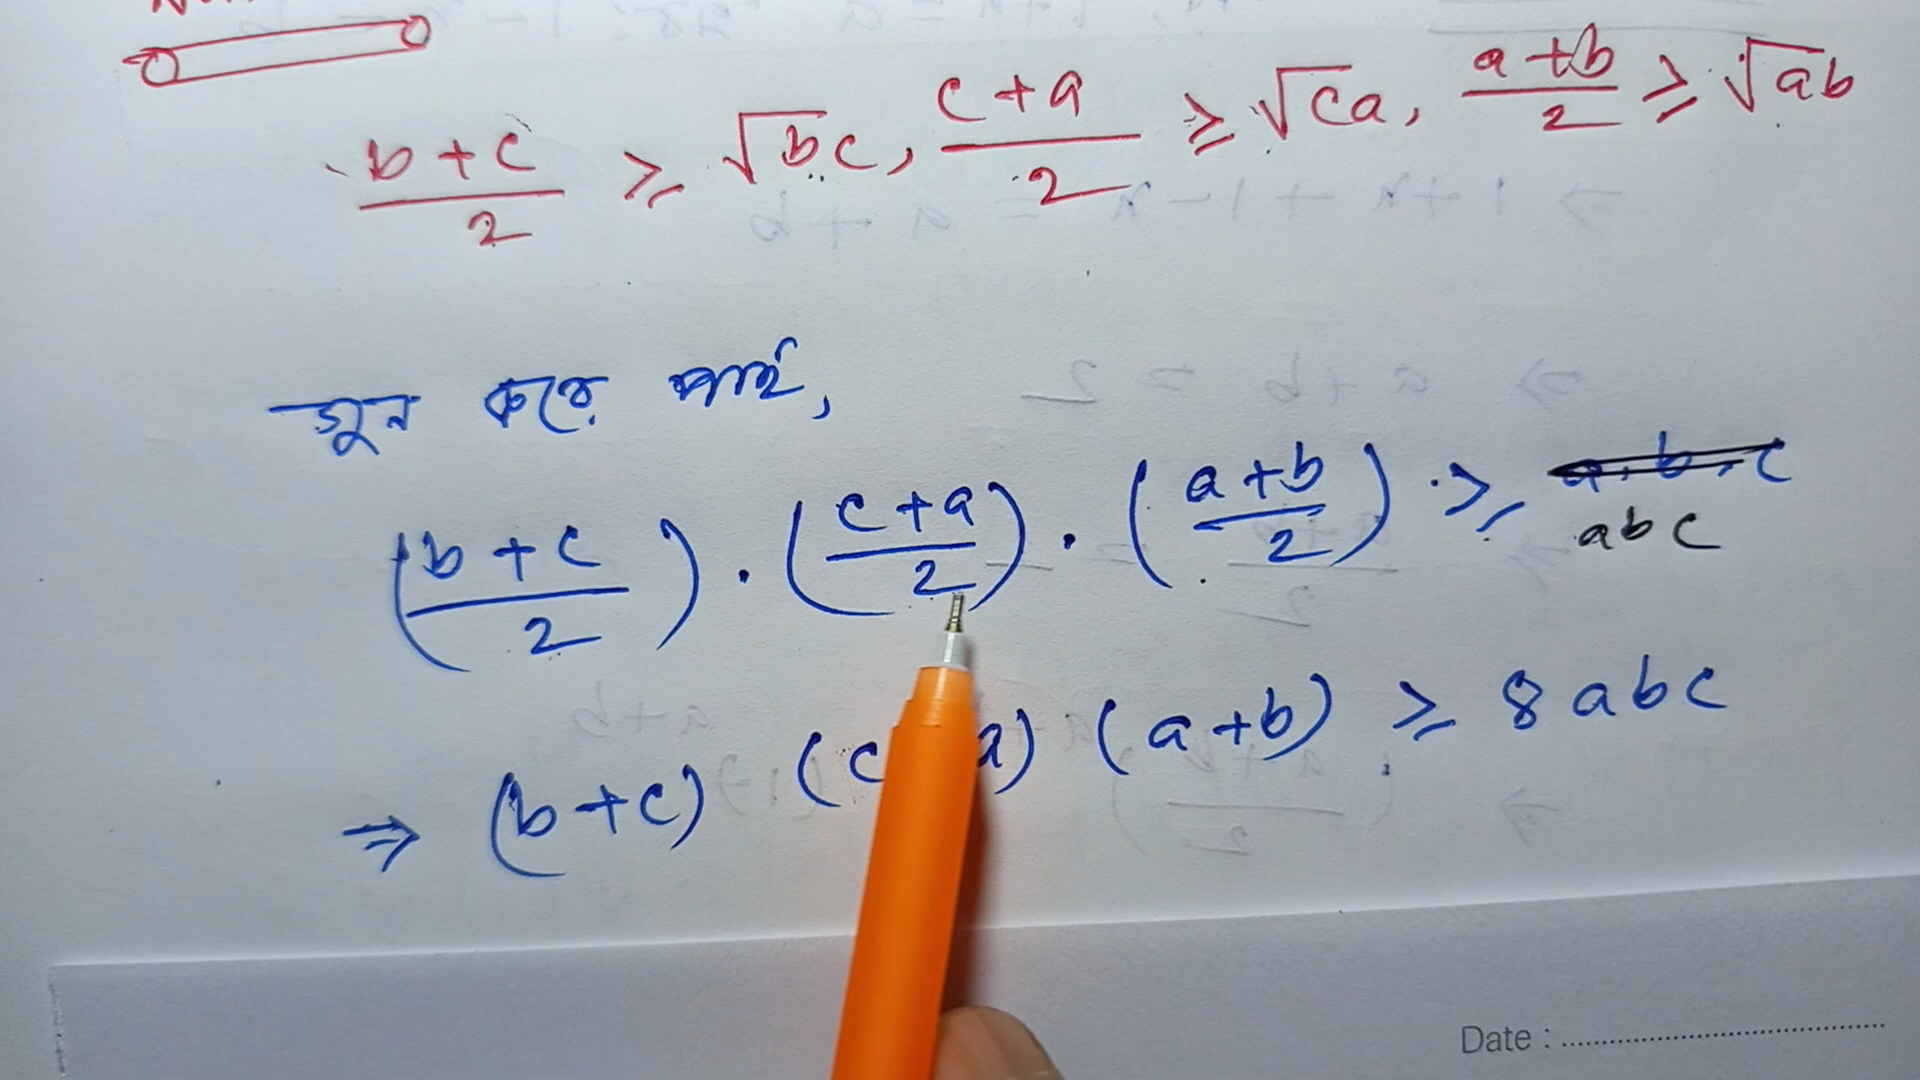 b+c/2 ⩾ √bc, c+a/2 ⩾ √ca, a+b/2 ⩾ √ab
গুন করে পাই,
(b+c/2) · (c+a/2) · (a+b/2) ⩾ abc
⇒ (b+c) (c a) (a+b) ⩾ 8abc
Date :